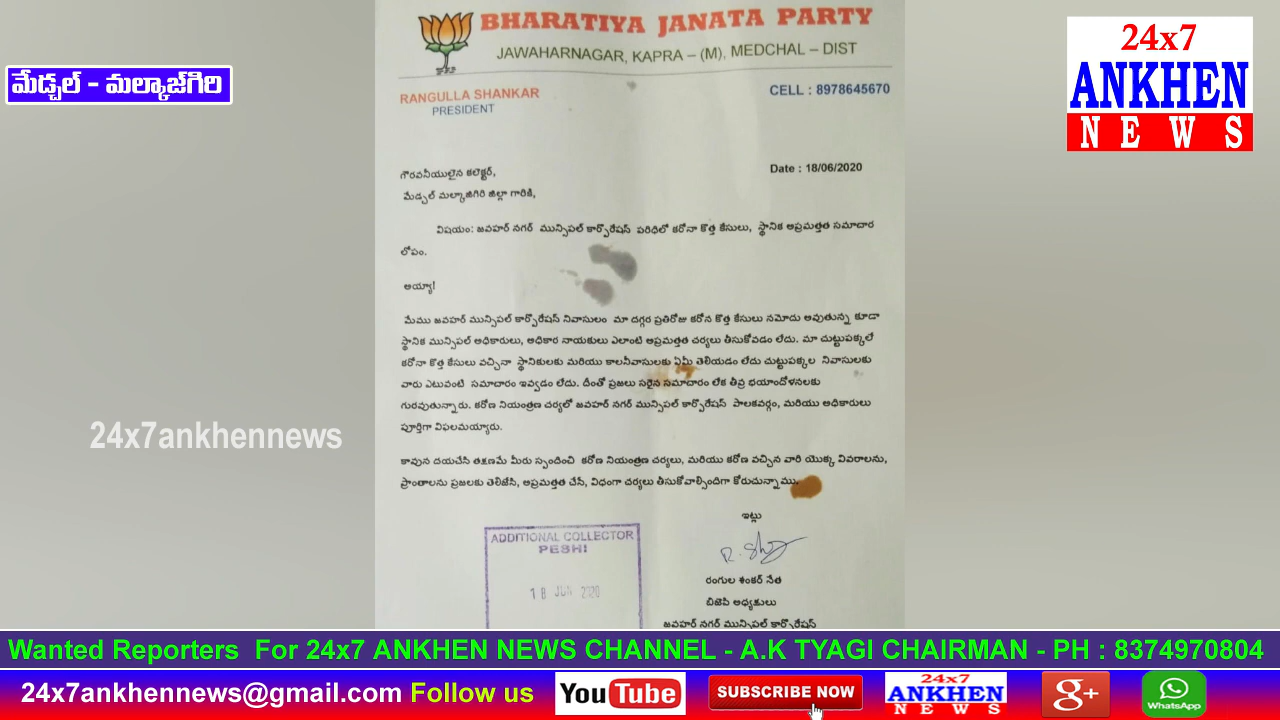 BHARATIYA JANATA PARTY
JAWAHARNAGAR, KAPRA – (M), MEDCHAL – DIST
24x7
ANKHEN
NEWS
మేడ్చల్ - మల్కాజ్‌గిరి
RANGULLA SHANKAR
PRESIDENT
CELL : 8978645670
గౌరవనీయులైన కలెక్టర్,
Date : 18/06/2020
మేడ్చల్ మల్కాజిగిరి జిల్లా గారికి,
విషయం: జవహర్ నగర్ మున్సిపల్ కార్పొరేషన్ పరిధిలో కరోనా కొత్త కేసులు, స్థానిక అప్రమత్తత సమాచార
లోపం.
అయ్యా!
మేము జవహర్ మున్సిపల్ కార్పొరేషన్ నివాసులం మా దగ్గర ప్రతిరోజు కరోన కొత్త కేసులు నమోదు అవుతున్న కూడా
స్థానిక మున్సిపల్ అధికారులు, అధికార నాయకులు ఎలాంటి అప్రమత్తత చర్యలు తీసుకోవడం లేదు. మా చుట్టుపక్కలే
కరోనా కొత్త కేసులు వచ్చినా స్థానికులకు మరియు కాలనీవాసులకు ఏమీ తెలియడం లేదు చుట్టుపక్కల నివాసులకు
వారు ఎటువంటి సమాచారం ఇవ్వడం లేదు. దీంతో ప్రజలు సరైన సమాచారం లేక తీవ్ర భయాందోళనలకు
గురవుతున్నారు. కరోణ నియంత్రణ చర్యలో జవహర్ నగర్ మున్సిపల్ కార్పొరేషన్ పాలకవర్గం, మరియు అధికారులు
పూర్తిగా విఫలమయ్యారు.
కావున దయచేసి తక్షణమే మీరు స్పందించి కరోణ నియంత్రణ చర్యలు, మరియు కరోణ వచ్చిన వారి యొక్క వివరాలను,
ప్రాంతాలను ప్రజలకు తెలిజేసి, అప్రమత్తత చేసే, విధంగా చర్యలు తీసుకోవాల్సిందిగా కోరుచున్నాము.
24x7ankhennews
ఇట్లు
ADDITIONAL COLLECTOR
PESHI
18 JUN 2020
రంగుల శంకర్ నేత
బిజెపి అధ్యక్షులు
జవహర్ నగర్ మున్సిపల్ కార్పొరేషన్
Wanted Reporters For 24x7 ANKHEN NEWS CHANNEL - A.K TYAGI CHAIRMAN - PH : 8374970804
24x7ankhennews@gmail.com Follow us
YouTube
SUBSCRIBE NOW
24x7
ANKHEN
NEWS
g+
WhatsApp